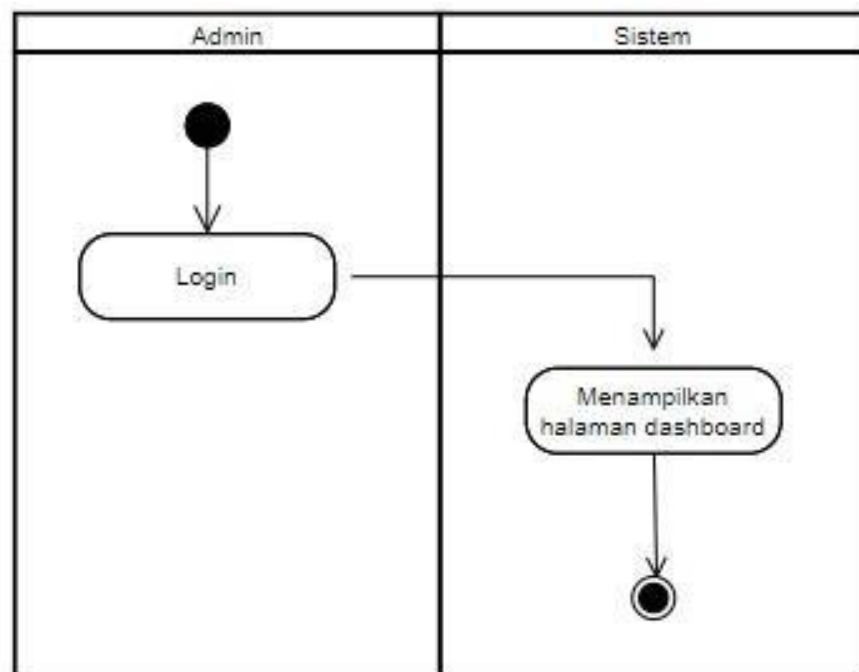 Admin
Sistem
Login
Menampilkan
halaman dashboard